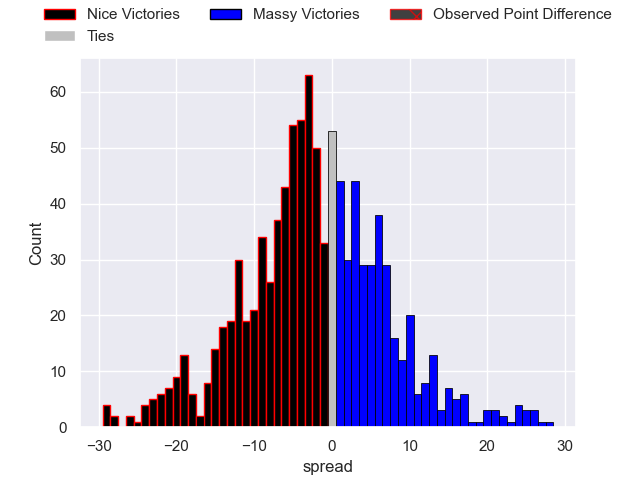 Nice Victories
Massy Victories
Observed Point Difference
Ties
Count
60
50
40
30
20
10
0
−30
−20
−10
0
10
20
30
spread